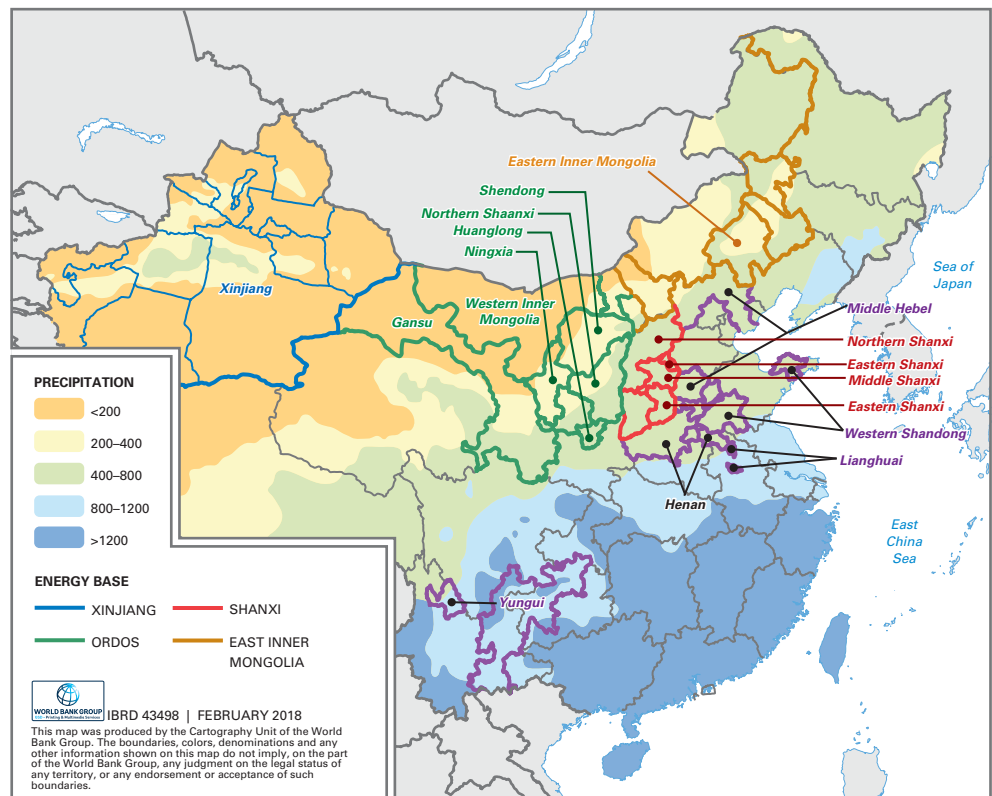 Eastern Inner Mongolia
Shendong
Northern Shaanxi
Huanglong
Ningxia
Sea of
Japan
Xinjiang
Western Inner
Mongolia
Gansu
Middle Hebel
Northern Shanxi
Eastern Shanxi
Middle Shanxi
Eastern Shanxi
Western Shandong
Lianghuai
Henan
East
China
Sea
Yungui
PRECIPITATION
<200
200–400
400–800
800–1200
>1200
ENERGY BASE
XINJIANG
SHANXI
ORDOS
EAST INNER
MONGOLIA
WORLD BANK GROUP
GSD - Printing & Multimedia Services
IBRD 43498 | FEBRUARY 2018
This map was produced by the Cartography Unit of the World
Bank Group. The boundaries, colors, denominations and any
other information shown on this map do not imply, on the part
of the World Bank Group, any judgment on the legal status of
any territory, or any endorsement or acceptance of such
boundaries.